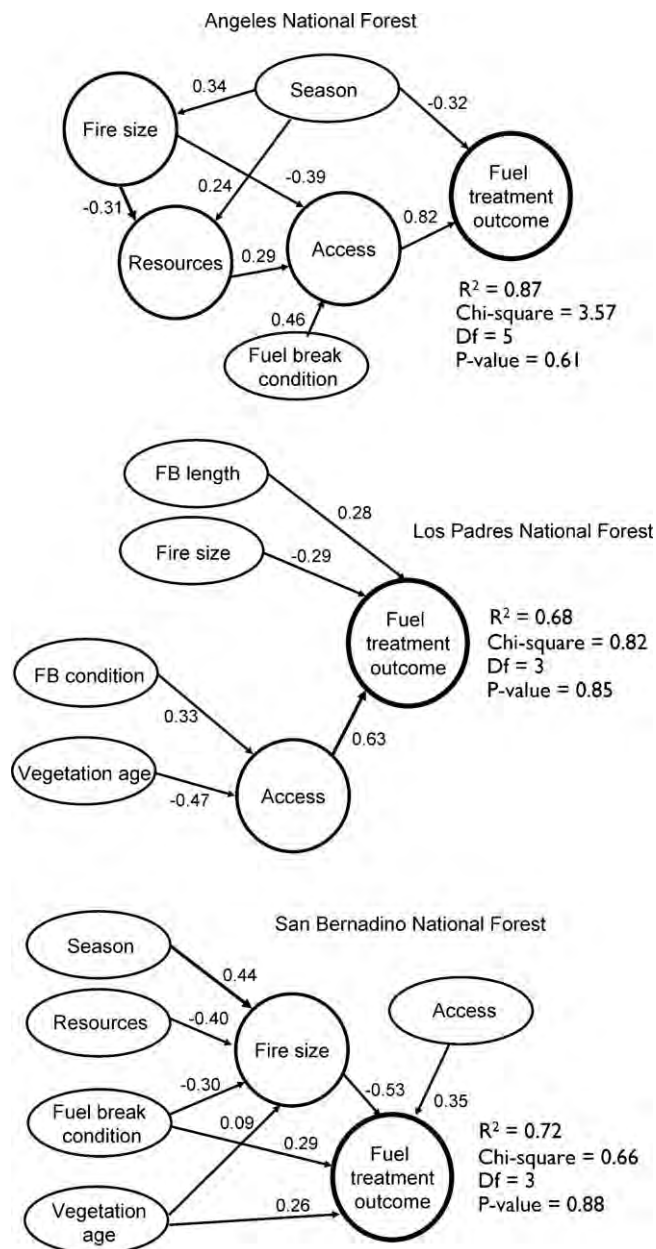 Angeles National Forest
0.34
Season
-0.32
Fire size
Fuel
treatment
outcome
-0.31
0.24
-0.39
0.82
Resources
0.29
Access
0.46
Fuel break
condition
R² = 0.87
Chi-square = 3.57
Df = 5
P-value = 0.61
FB length
0.28
Los Padres National Forest
Fire size
-0.29
Fuel
treatment
outcome
R² = 0.68
Chi-square = 0.82
Df = 3
P-value = 0.85
FB condition
0.33
0.63
Vegetation age
-0.47
Access
San Bernadino National Forest
Season
0.44
Resources
-0.40
Fire size
Access
-0.30
-0.53
0.35
Fuel break
condition
0.09
0.29
Fuel
treatment
outcome
R² = 0.72
Chi-square = 0.66
Df = 3
P-value = 0.88
Vegetation
age
0.26